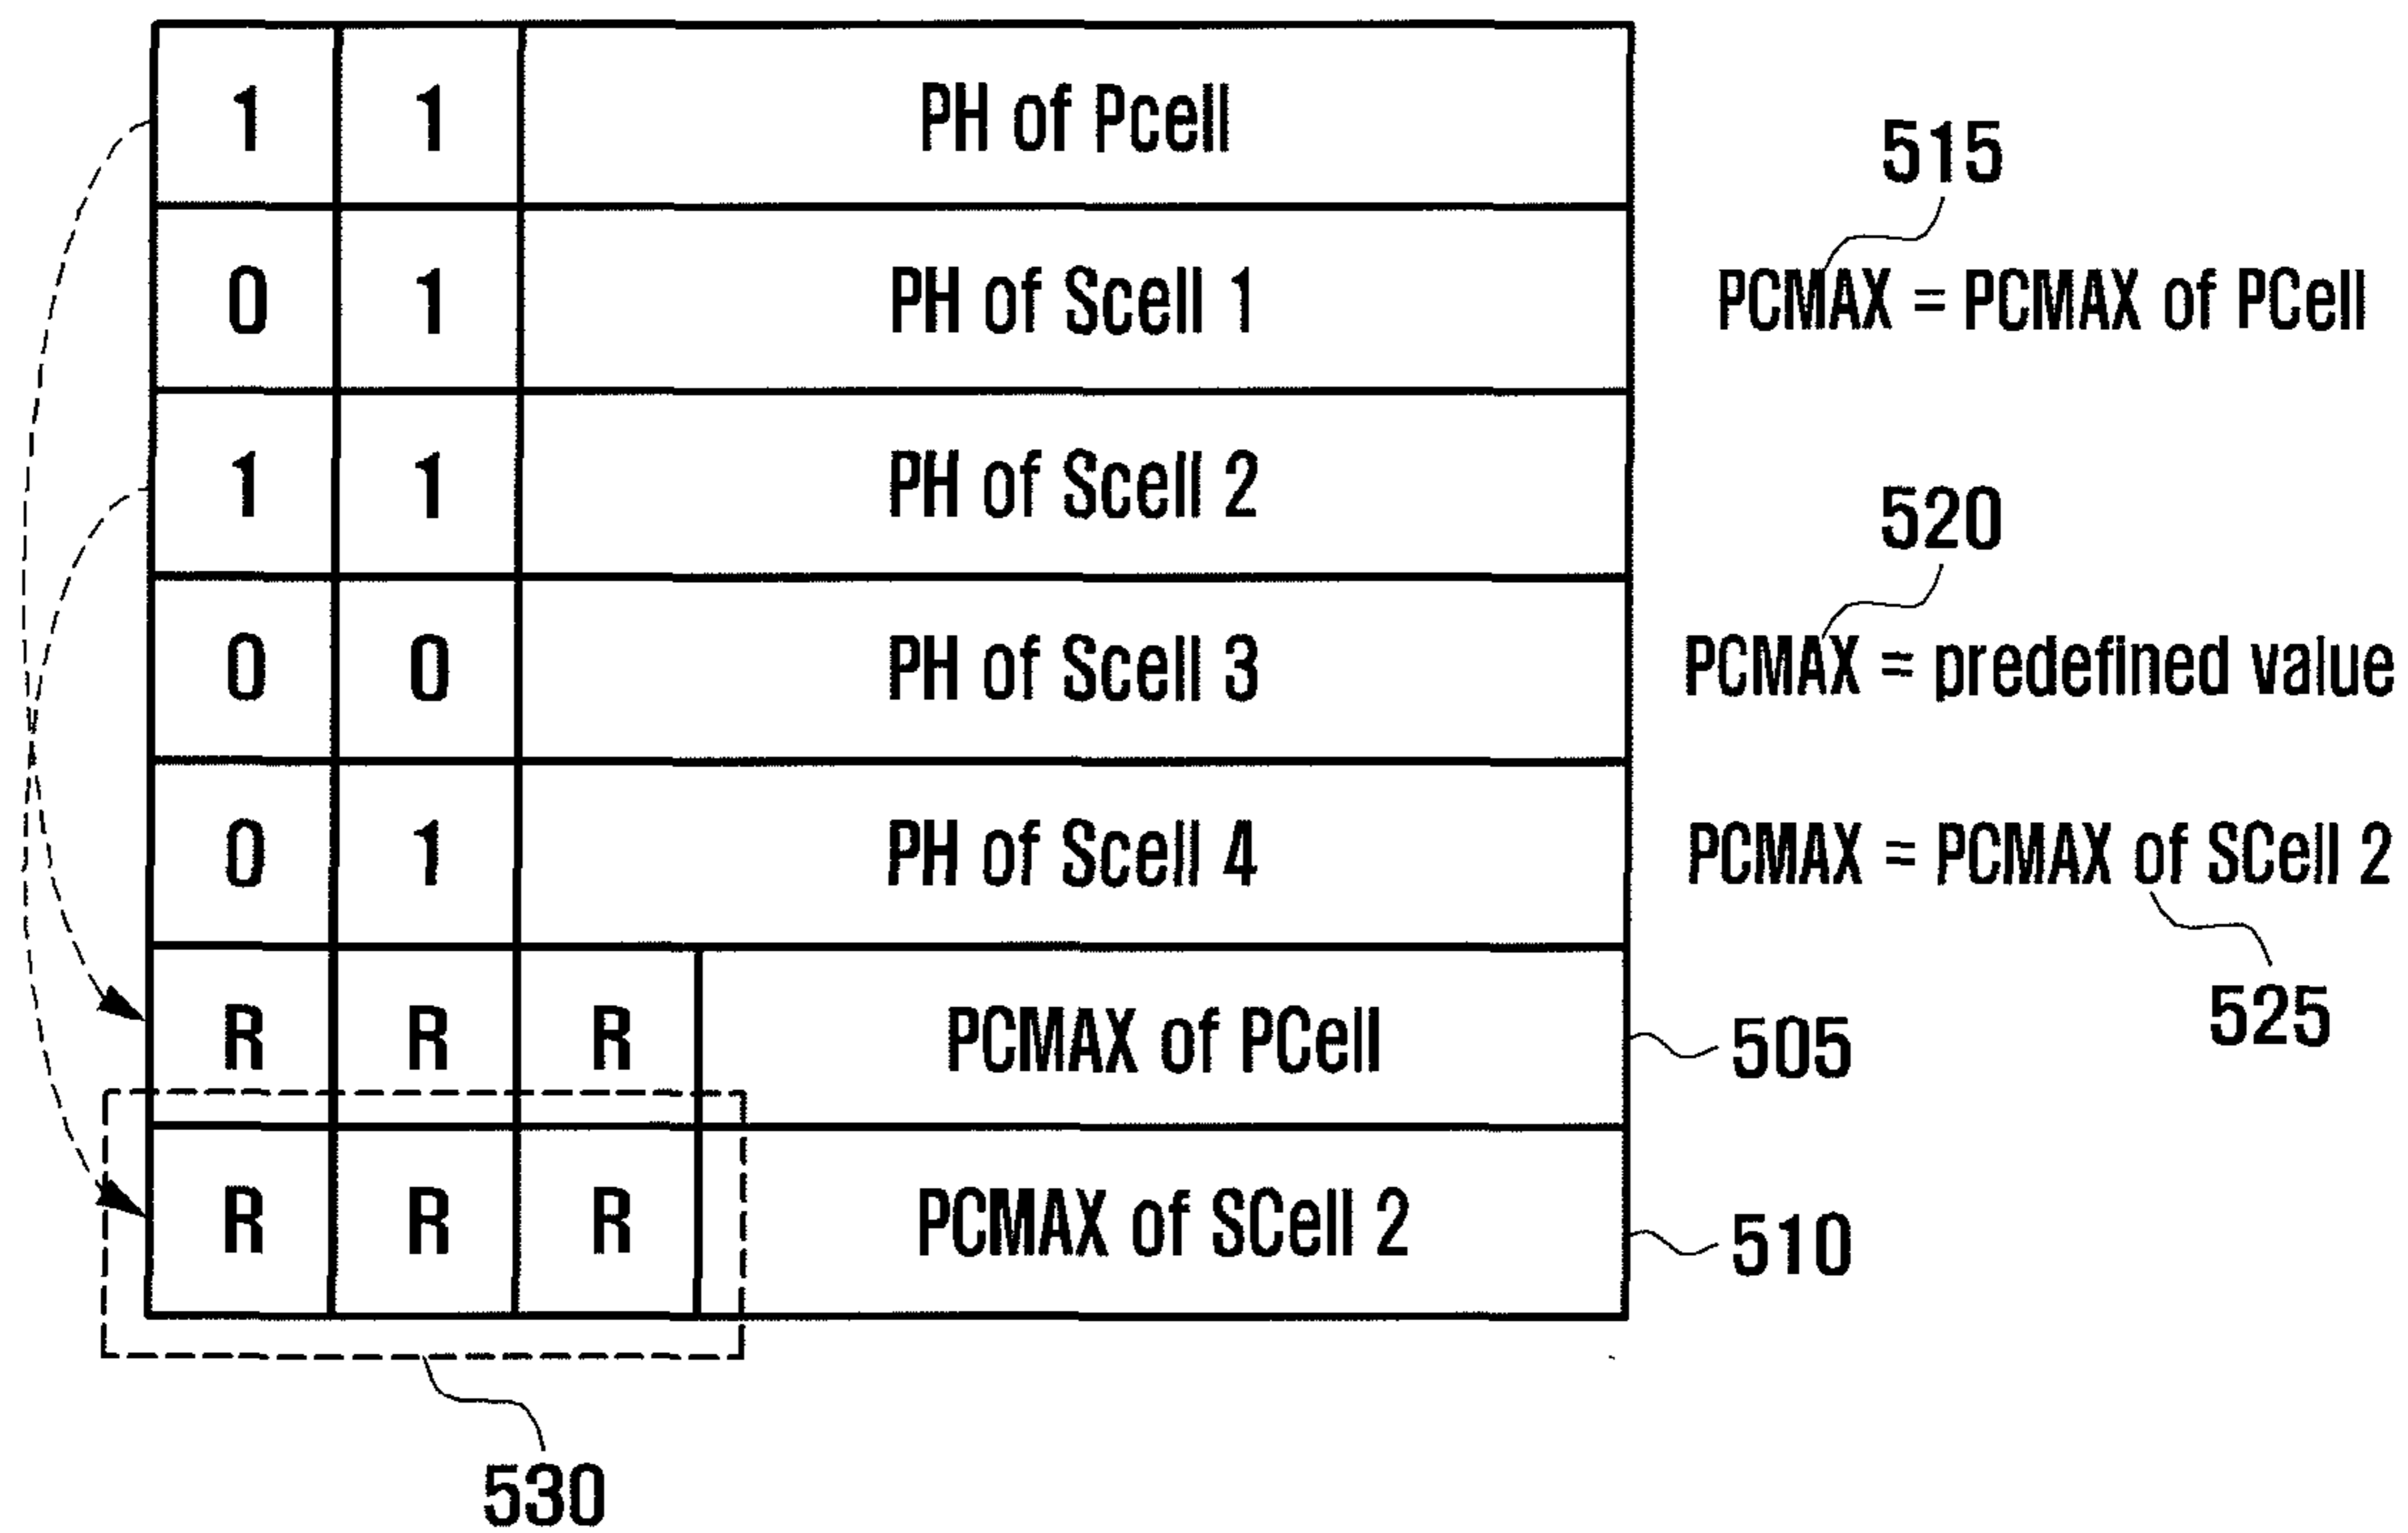 1 1 PH of Pcell
515
0 1 PH of Scell 1 PCMAX = PCMAX of PCell
1 1 PH of Scell 2
520
0 0 PH of Scell 3 PCMAX = predefined value
0 1 PH of Scell 4 PCMAX = PCMAX of SCell 2
525
R R R PCMAX of PCell 505
R R R PCMAX of SCell 2 510
530